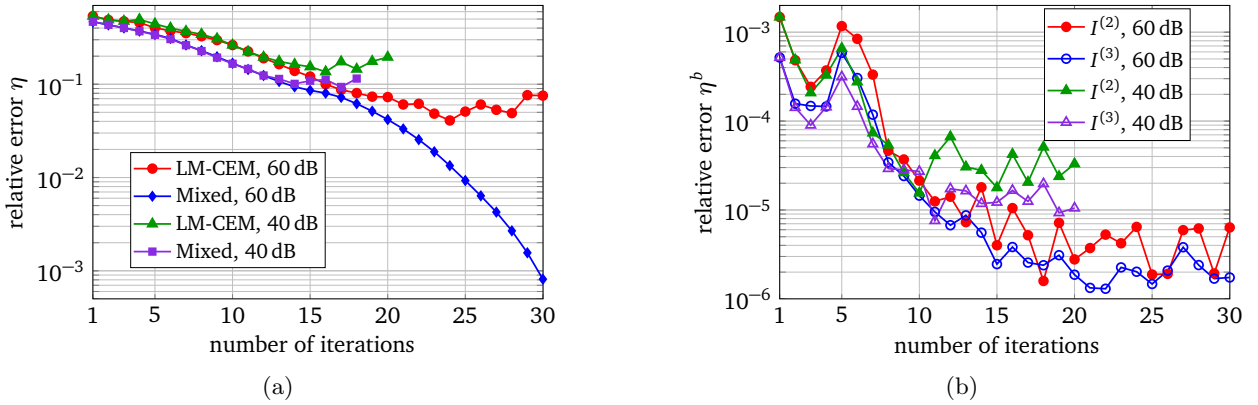 10^{-1}
10^{-2}
10^{-3}
relative error η
LM-CEM, 60 dB
Mixed, 60 dB
LM-CEM, 40 dB
Mixed, 40 dB
1 5 10 15 20 25 30
number of iterations
(a)
10^{-3}
10^{-4}
10^{-5}
10^{-6}
relative error η^b
I^{(2)}, 60 dB
I^{(3)}, 60 dB
I^{(2)}, 40 dB
I^{(3)}, 40 dB
1 5 10 15 20 25 30
number of iterations
(b)